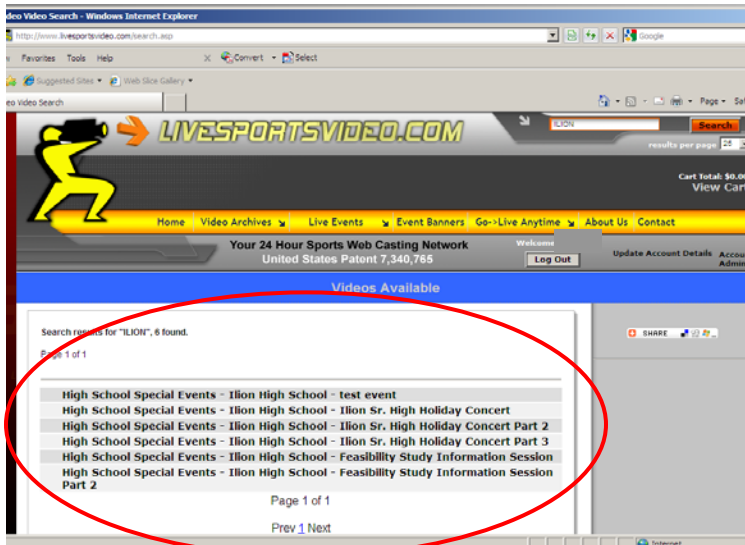 deo Video Search - Windows Internet Explorer
http://www.livesportsvideo.com/search.asp
Google
Favorites Tools Help
Convert
Select
Suggested Sites
Web Slice Gallery
eo Video Search
Page
LIVESPORTSVIDEO.COM
ILION
Search
results per page
Cart Total: $0.00
View Cart
Home Video Archives Live Events Event Banners Go->Live Anytime About Us Contact
Your 24 Hour Sports Web Casting Network
United States Patent 7,340,765
Welcome
Log Out
Update Account Details
Accou
Admin
Videos Available
Search results for "ILION", 6 found.
Page 1 of 1
SHARE
High School Special Events - Ilion High School - test event
High School Special Events - Ilion High School - Ilion Sr. High Holiday Concert
High School Special Events - Ilion High School - Ilion Sr. High Holiday Concert Part 2
High School Special Events - Ilion High School - Ilion Sr. High Holiday Concert Part 3
High School Special Events - Ilion High School - Feasibility Study Information Session
High School Special Events - Ilion High School - Feasibility Study Information Session
Part 2
Page 1 of 1
Prev 1 Next
Internet